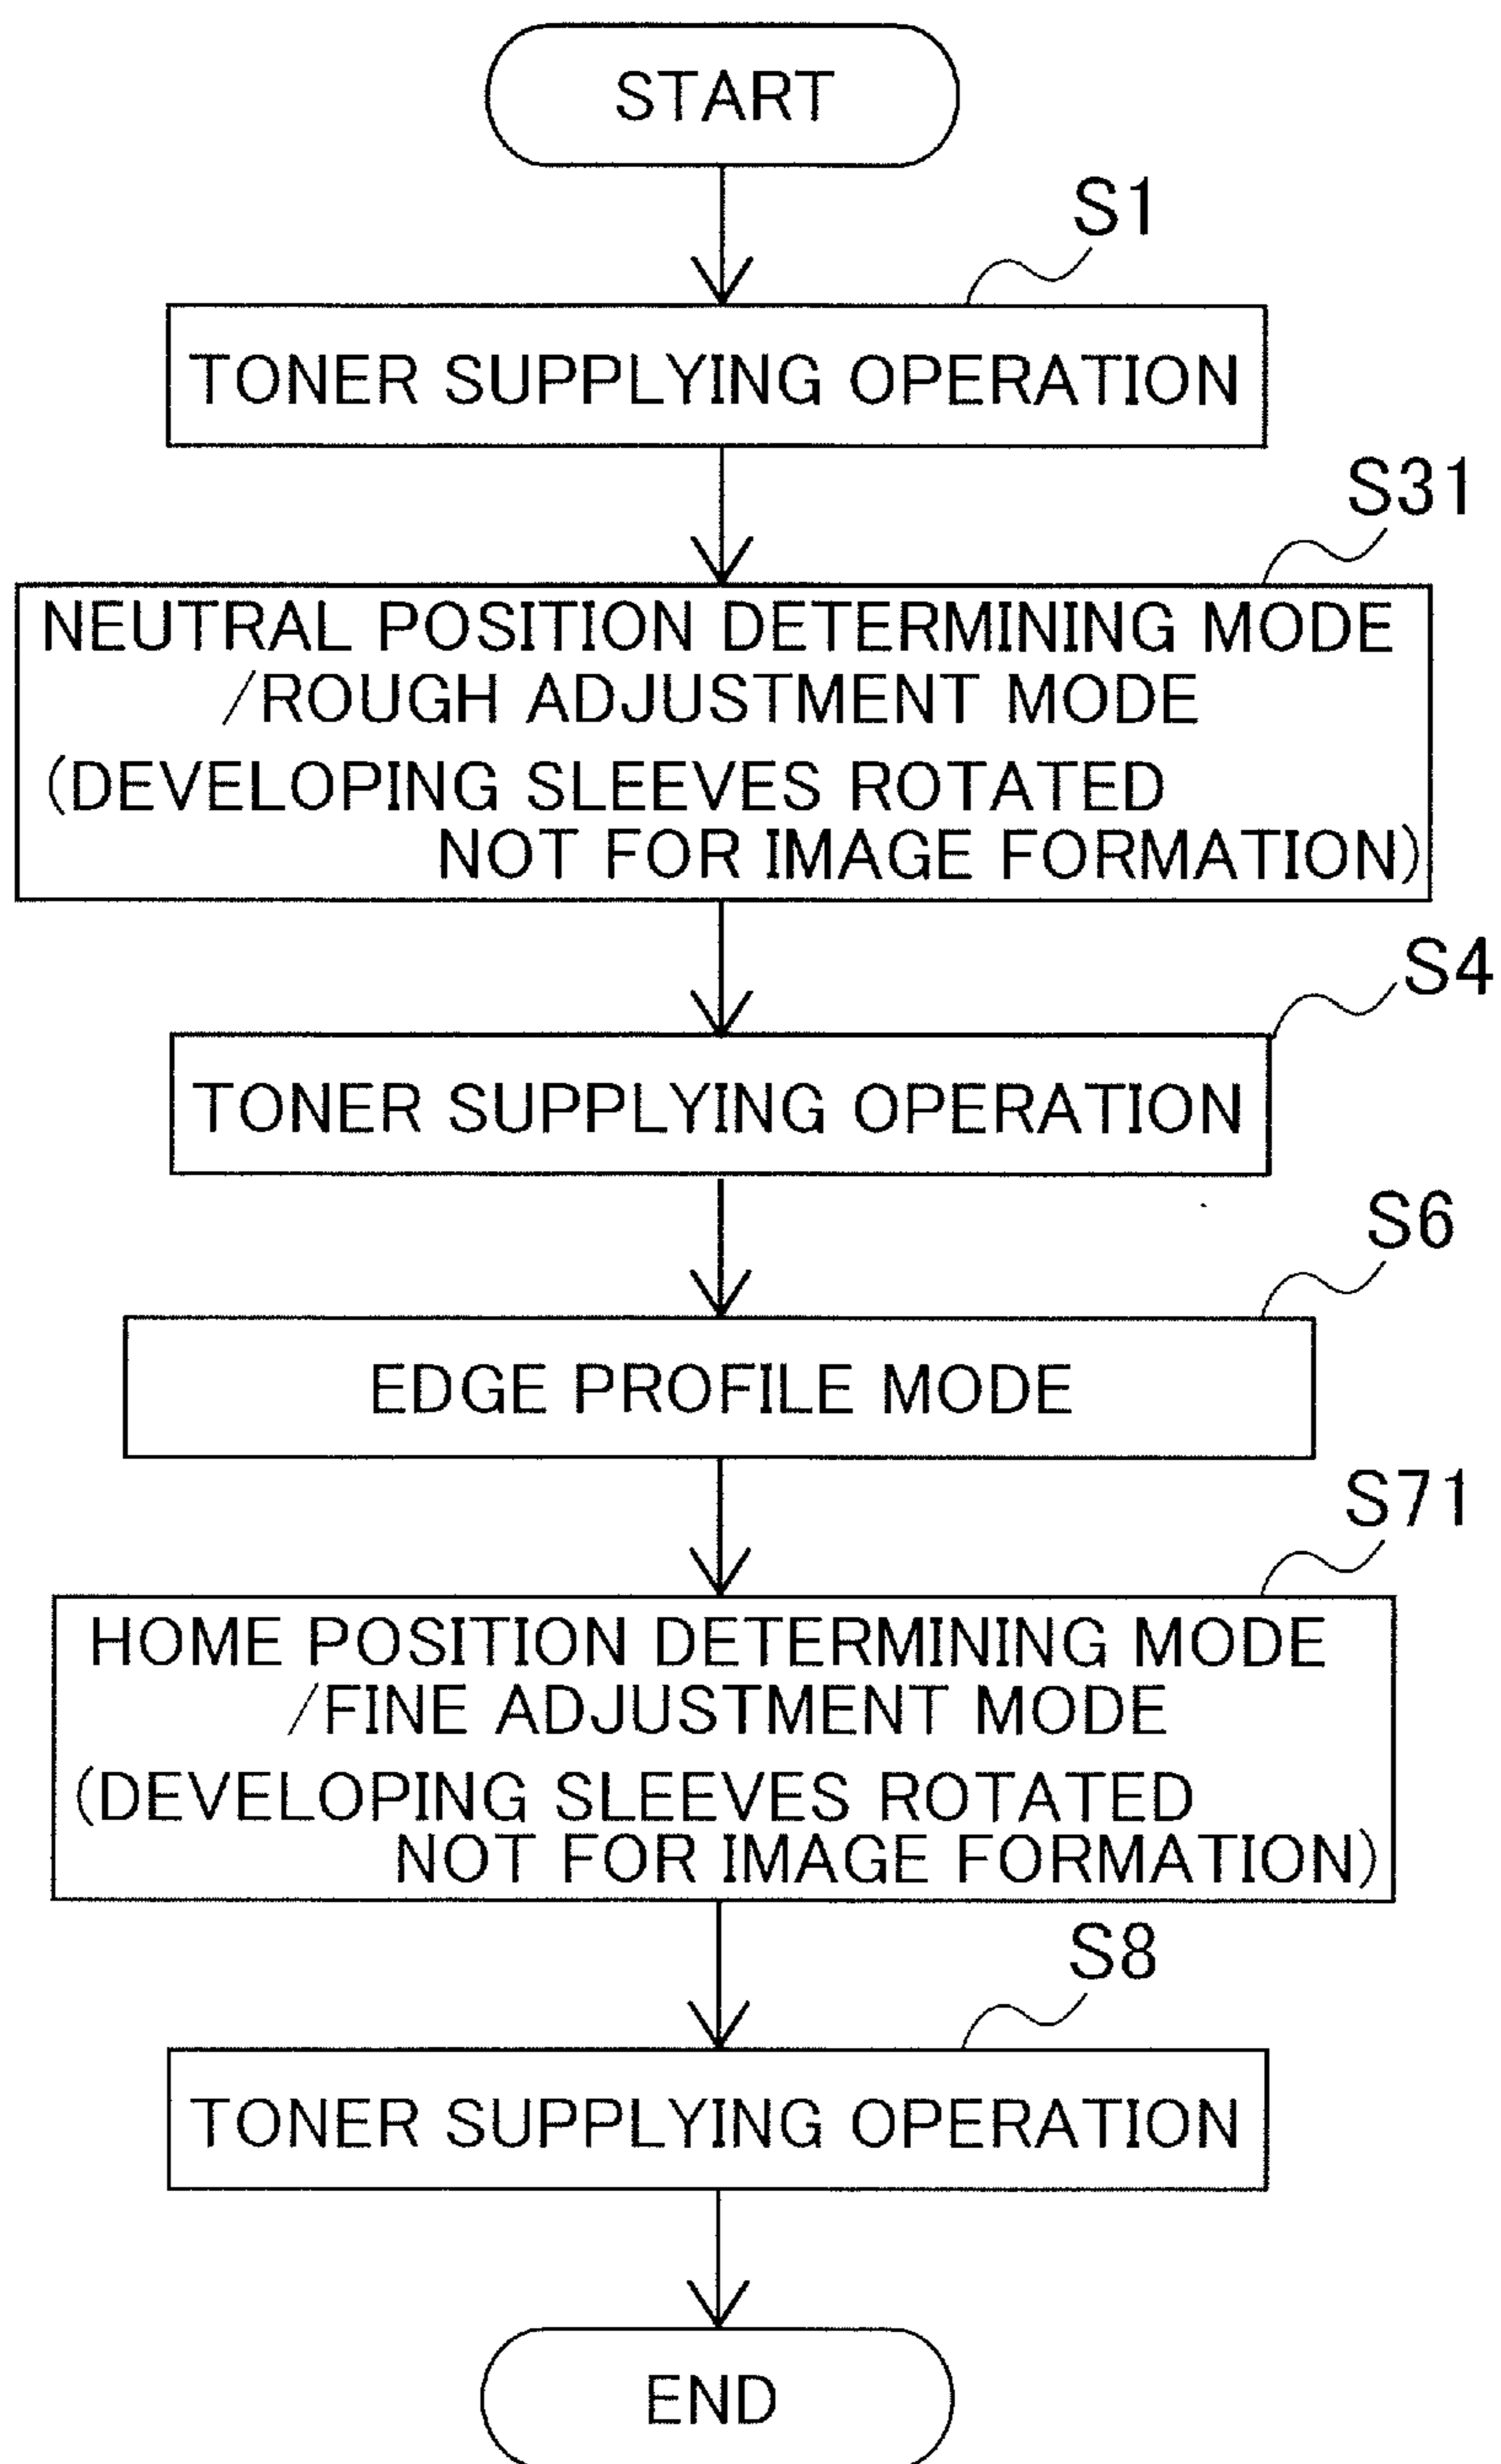 START
S1
TONER SUPPLYING OPERATION
S31
NEUTRAL POSITION DETERMINING MODE
/ROUGH ADJUSTMENT MODE
(DEVELOPING SLEEVES ROTATED
NOT FOR IMAGE FORMATION)
S4
TONER SUPPLYING OPERATION
S6
EDGE PROFILE MODE
S71
HOME POSITION DETERMINING MODE
/FINE ADJUSTMENT MODE
(DEVELOPING SLEEVES ROTATED
NOT FOR IMAGE FORMATION)
S8
TONER SUPPLYING OPERATION
END